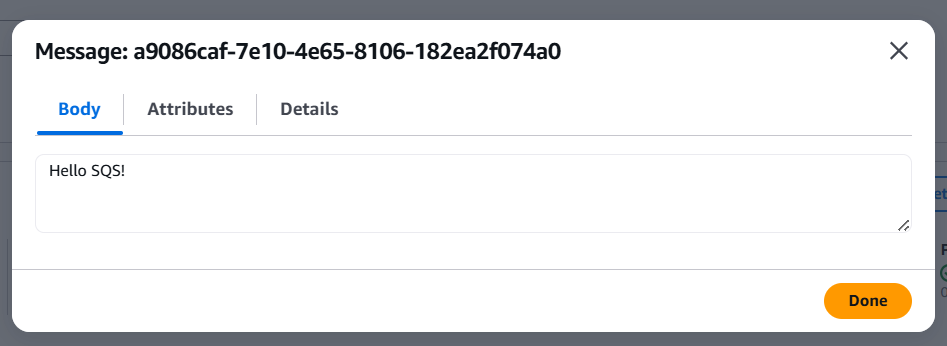 Message: a9086caf-7e10-4e65-8106-182ea2f074a0
Body Attributes Details
Hello SQS!
Done